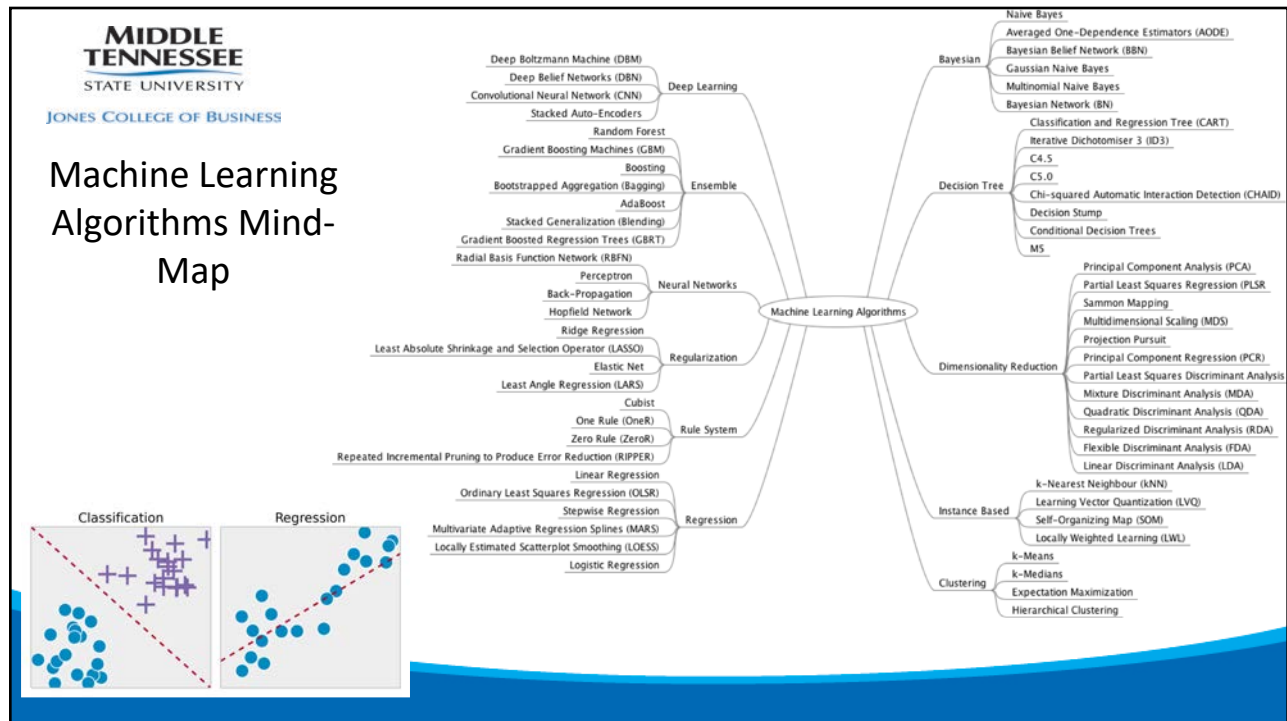 MIDDLE
TENNESSEE
STATE UNIVERSITY
JONES COLLEGE OF BUSINESS
Machine Learning
Algorithms Mind-
Map
Deep Boltzmann Machine (DBM)
Deep Belief Networks (DBN)
Convolutional Neural Network (CNN)
Stacked Auto-Encoders
Deep Learning
Random Forest
Gradient Boosting Machines (GBM)
Boosting
Bootstrapped Aggregation (Bagging)
AdaBoost
Stacked Generalization (Blending)
Gradient Boosted Regression Trees (GBRT)
Ensemble
Radial Basis Function Network (RBFN)
Perceptron
Back-Propagation
Hopfield Network
Neural Networks
Ridge Regression
Least Absolute Shrinkage and Selection Operator (LASSO)
Elastic Net
Least Angle Regression (LARS)
Regularization
Cubist
One Rule (OneR)
Zero Rule (ZeroR)
Repeated Incremental Pruning to Produce Error Reduction (RIPPER)
Rule System
Linear Regression
Ordinary Least Squares Regression (OLSR)
Stepwise Regression
Multivariate Adaptive Regression Splines (MARS)
Locally Estimated Scatterplot Smoothing (LOESS)
Logistic Regression
Regression
Machine Learning Algorithms
Bayesian
Naive Bayes
Averaged One-Dependence Estimators (AODE)
Bayesian Belief Network (BBN)
Gaussian Naive Bayes
Multinomial Naive Bayes
Bayesian Network (BN)
Decision Tree
Classification and Regression Tree (CART)
Iterative Dichotomiser 3 (ID3)
C4.5
C5.0
Chi-squared Automatic Interaction Detection (CHAID)
Decision Stump
Conditional Decision Trees
M5
Dimensionality Reduction
Principal Component Analysis (PCA)
Partial Least Squares Regression (PLSR
Sammon Mapping
Multidimensional Scaling (MDS)
Projection Pursuit
Principal Component Regression (PCR)
Partial Least Squares Discriminant Analysis
Mixture Discriminant Analysis (MDA)
Quadratic Discriminant Analysis (QDA)
Regularized Discriminant Analysis (RDA)
Flexible Discriminant Analysis (FDA)
Linear Discriminant Analysis (LDA)
Instance Based
k-Nearest Neighbour (kNN)
Learning Vector Quantization (LVQ)
Self-Organizing Map (SOM)
Locally Weighted Learning (LWL)
Clustering
k-Means
k-Medians
Expectation Maximization
Hierarchical Clustering
Classification
Regression